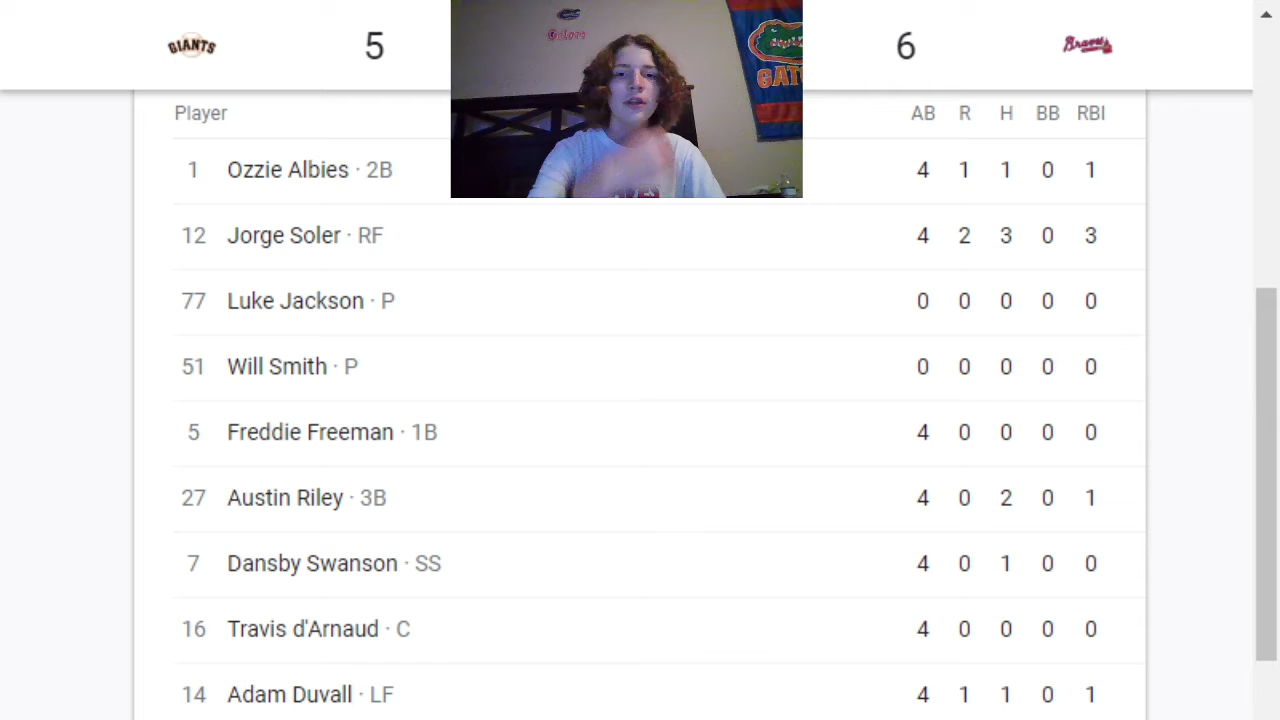 GIANTS 5 6 Braves
Gators
GAT
Player AB R H BB RBI
1 Ozzie Albies · 2B 4 1 1 0 1
12 Jorge Soler · RF 4 2 3 0 3
77 Luke Jackson · P 0 0 0 0 0
51 Will Smith · P 0 0 0 0 0
5 Freddie Freeman · 1B 4 0 0 0 0
27 Austin Riley · 3B 4 0 2 0 1
7 Dansby Swanson · SS 4 0 1 0 0
16 Travis d'Arnaud · C 4 0 0 0 0
14 Adam Duvall · LF 4 1 1 0 1